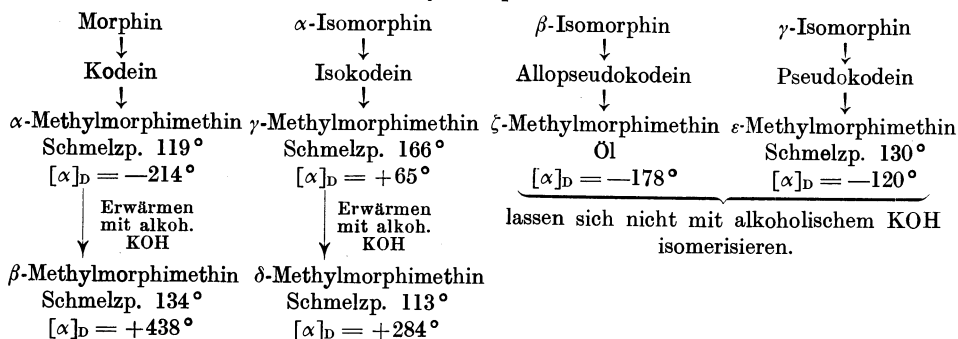 Morphin
↓
Kodein
↓
α-Methylmorphimethin
Schmelzp. 119°
[α]D = —214°
Erwärmen
mit alkoh.
KOH
β-Methylmorphimethin
Schmelzp. 134°
[α]D = +438°
α-Isomorphin
↓
Isokodein
↓
γ-Methylmorphimethin
Schmelzp. 166°
[α]D = +65°
Erwärmen
mit alkoh.
KOH
δ-Methylmorphimethin
Schmelzp. 113°
[α]D = +284°
β-Isomorphin
↓
Allopseudokodein
↓
ζ-Methylmorphimethin
Öl
[α]D = —178°
γ-Isomorphin
↓
Pseudokodein
↓
ε-Methylmorphimethin
Schmelzp. 130°
[α]D = —120°
lassen sich nicht mit alkoholischem KOH
isomerisieren.